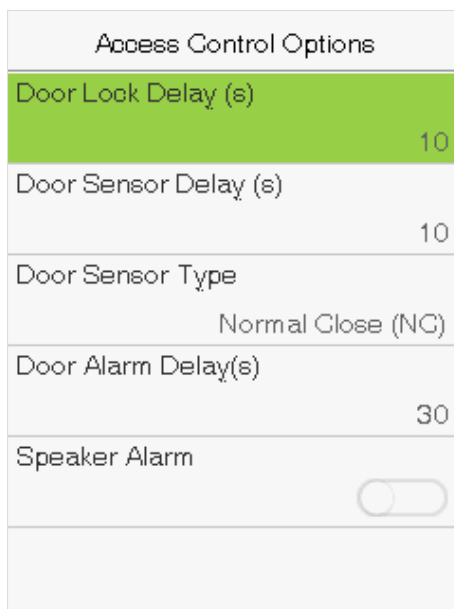 Access Control Options
Door Lock Delay (s)
10
Door Sensor Delay (s)
10
Door Sensor Type
Normal Close (NC)
Door Alarm Delay(s)
30
Speaker Alarm